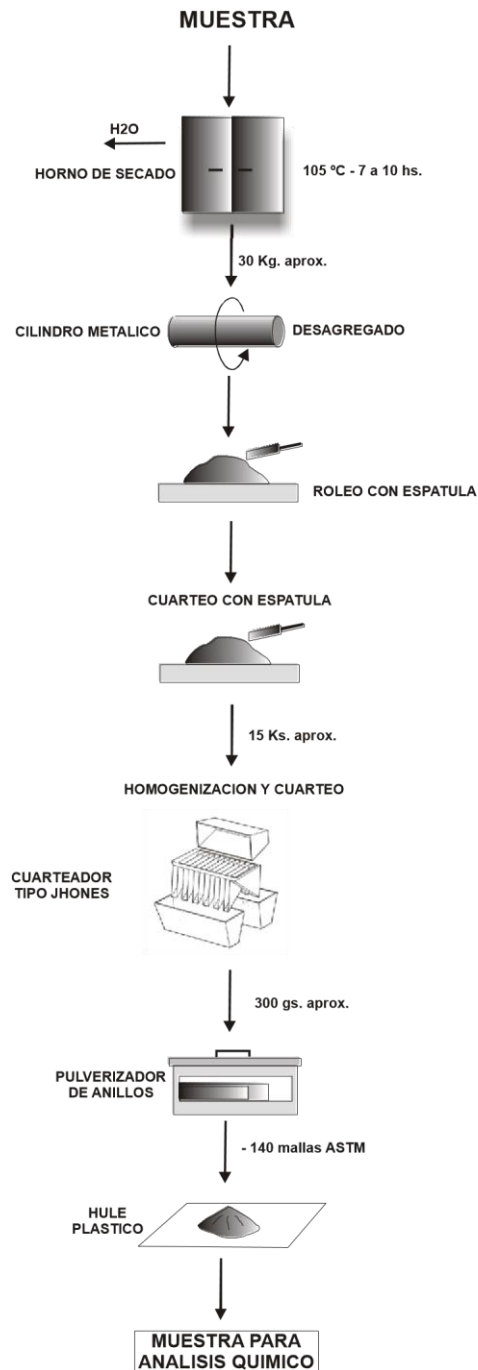 MUESTRA
H2O
HORNO DE SECADO
105 ºC - 7 a 10 hs.
30 Kg. aprox.
CILINDRO METALICO
DESAGREGADO
ROLEO CON ESPATULA
CUARTEO CON ESPATULA
15 Ks. aprox.
HOMOGENIZACION Y CUARTEO
CUARTEADOR
TIPO JHONES
300 gs. aprox.
PULVERIZADOR
DE ANILLOS
- 140 mallas ASTM
HULE
PLASTICO
MUESTRA PARA
ANALISIS QUIMICO